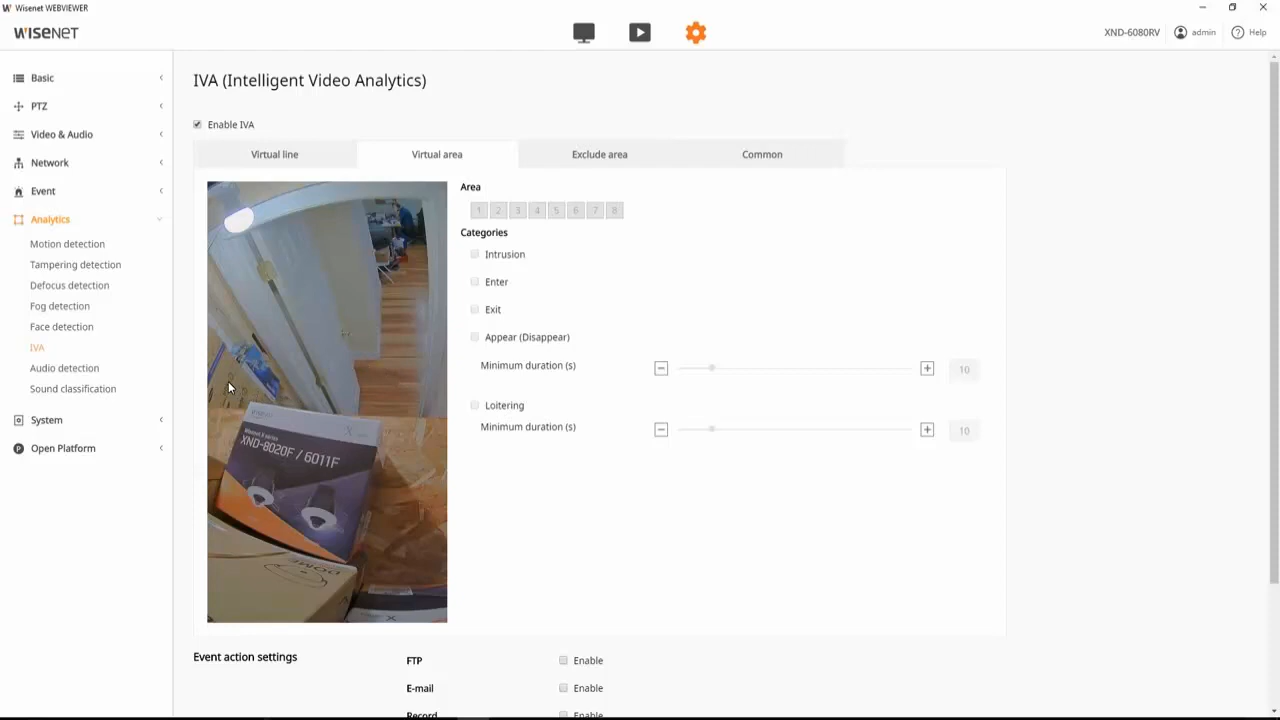 Wisenet WEBVIEWER
WISENET
XND-6080RV admin Help
Basic
PTZ
Video & Audio
Network
Event
Analytics
Motion detection
Tampering detection
Defocus detection
Fog detection
Face detection
IVA
Audio detection
Sound classification
System
Open Platform
IVA (Intelligent Video Analytics)
Enable IVA
Virtual line Virtual area Exclude area Common
Area
1 2 3 4 5 6 7 8
Categories
Intrusion
Enter
Exit
Appear (Disappear)
Minimum duration (s) 10
Loitering
Minimum duration (s) 10
XND-8020F / 6011F
DOME
Event action settings
FTP Enable
E-mail Enable
Record Enable